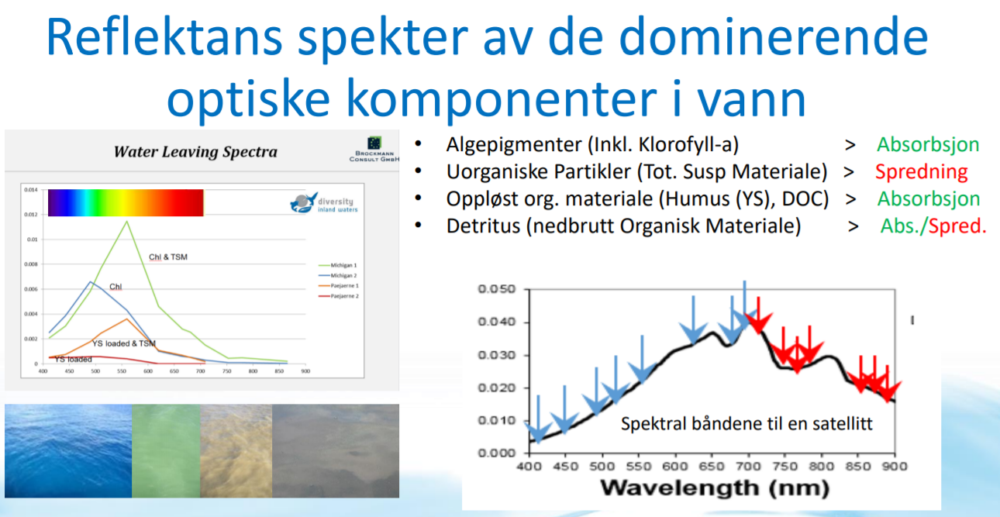 Reflektans spekter av de dominerende
optiske komponenter i vann
Water Leaving Spectra
BROCKMANN
CONSULT GMBH
diversity
inland waters
0.014
0.012
0.01
0.008
0.006
0.004
0.002
0
400 450 500 550 600 650 700 750 800 900
Chl & TSM
Chl
YS loaded & TSM
YS loaded
Michigan 1
Michigan 2
Paejaerne 1
Paejaerne 2
• Algepigmenter (Inkl. Klorofyll-a) > Absorbsjon
• Uorganiske Partikler (Tot. Susp Materiale) > Spredning
• Oppløst org. materiale (Humus (YS), DOC) > Absorbsjon
• Detritus (nedbrutt Organisk Materiale) > Abs./Spred.
0.050
0.040
0.030
0.020
0.010
0.000
Spektral båndene til en satellitt
400 450 500 550 600 650 700 750 800 850 900
Wavelength (nm)